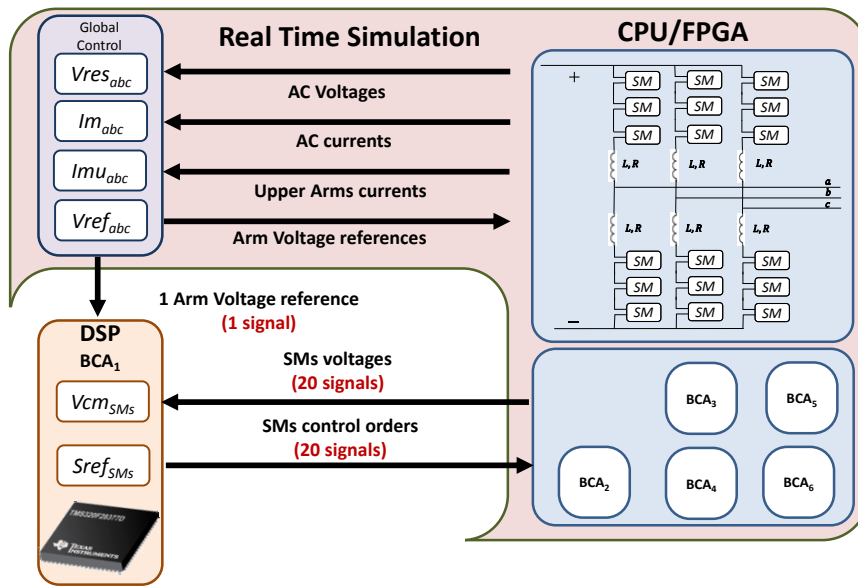 Global
Control
Real Time Simulation
CPU/FPGA
Vres_abc
AC Voltages
Im_abc
AC currents
Imu_abc
Upper Arms currents
Vref_abc
Arm Voltage references
+
SM SM SM
SM SM SM
SM SM SM
L,R L,R L,R
a
b
c
L,R L,R L,R
SM SM SM
SM SM SM
SM SM SM
−
1 Arm Voltage reference
(1 signal)
DSP
BCA₁
SMs voltages
(20 signals)
Vcm_SMs
SMs control orders
(20 signals)
Sref_SMs
TMS320F28377D
TEXAS
INSTRUMENTS
BCA₃ BCA₅
BCA₂ BCA₄ BCA₆